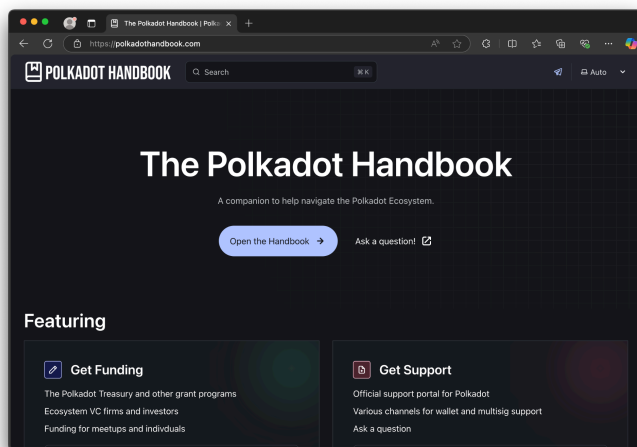 The Polkadot Handbook | Polka
https://polkadothandbook.com
POLKADOT HANDBOOK
Search
⌘ K
Auto
The Polkadot Handbook
A companion to help navigate the Polkadot Ecosystem.
Open the Handbook →
Ask a question!
Featuring
Get Funding
The Polkadot Treasury and other grant programs
Ecosystem VC firms and investors
Funding for meetups and indivduals
Get Support
Official support portal for Polkadot
Various channels for wallet and multisig support
Ask a question